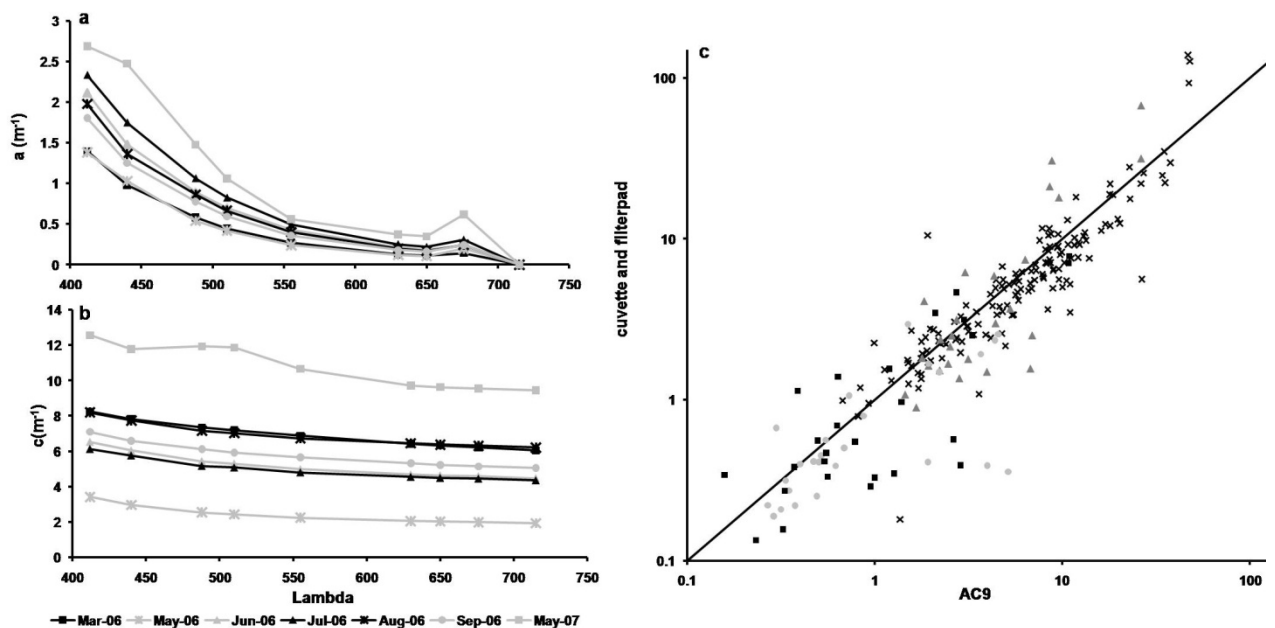 a
3
2.5
2
1.5
1
0.5
0
a (m⁻¹)
400 450 500 550 600 650 700 750
b
14
12
10
8
6
4
2
0
c(m⁻¹)
400 450 500 550 600 650 700 750
Lambda
Mar-06 May-06 Jun-06 Jul-06 Aug-06 Sep-06 May-07
c
100
10
1
0.1
cuvette and filterpad
0.1 1 10 100
AC9